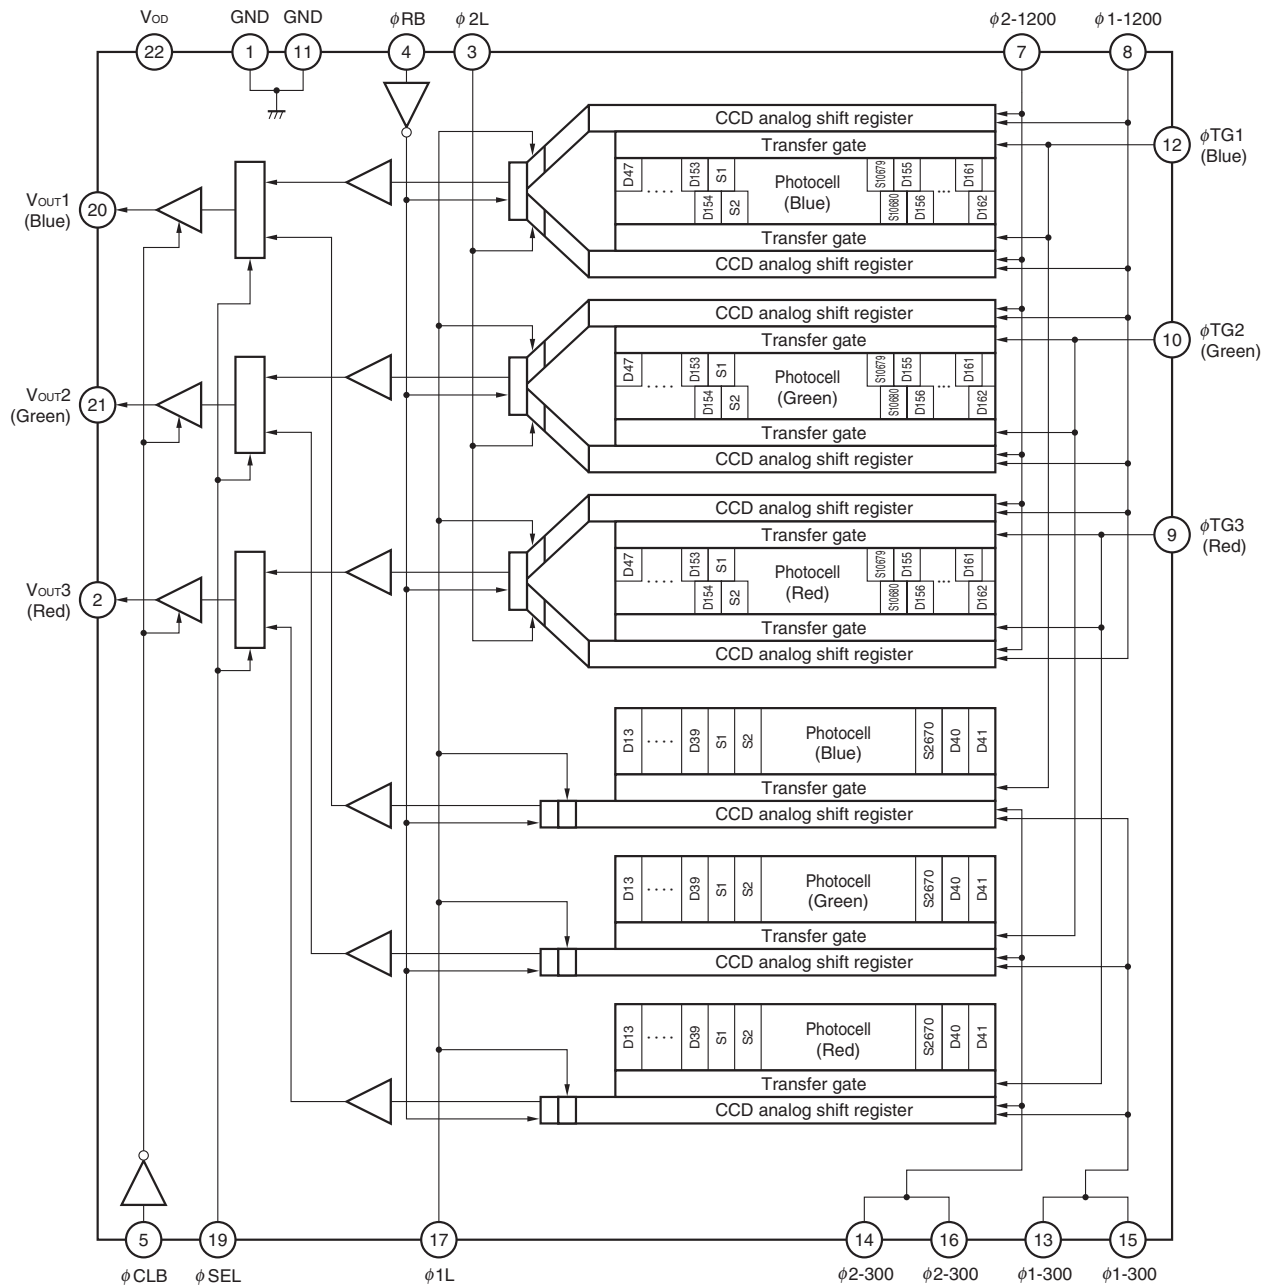 VOD GND GND φRB φ2L φ2-1200 φ1-1200
22 1 11 4 3 7 8
CCD analog shift register
Transfer gate
12 φTG1
(Blue)
D47 .... D153 S1 Photocell S10679 D155 ... D161
D154 S2 (Blue) S10680 D156 D162
VOUT1
(Blue) 20
Transfer gate
CCD analog shift register
CCD analog shift register
Transfer gate
10 φTG2
(Green)
D47 .... D153 S1 Photocell S10679 D155 ... D161
D154 S2 (Green) S10680 D156 D162
VOUT2
(Green) 21
Transfer gate
CCD analog shift register
CCD analog shift register
Transfer gate
9 φTG3
(Red)
D47 .... D153 S1 Photocell S10679 D155 ... D161
D154 S2 (Red) S10680 D156 D162
VOUT3
(Red) 2
Transfer gate
CCD analog shift register
D13 .... D39 S1 S2 Photocell S2670 D40 D41
(Blue)
Transfer gate
CCD analog shift register
D13 .... D39 S1 S2 Photocell S2670 D40 D41
(Green)
Transfer gate
CCD analog shift register
D13 .... D39 S1 S2 Photocell S2670 D40 D41
(Red)
Transfer gate
CCD analog shift register
5 19 17 14 16 13 15
φCLB φSEL φ1L φ2-300 φ2-300 φ1-300 φ1-300